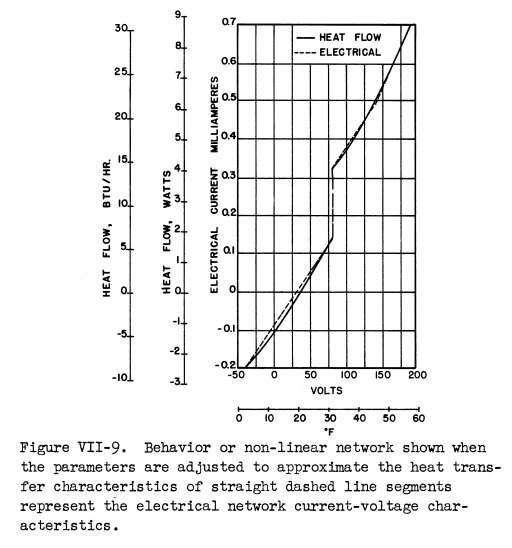 HEAT FLOW
ELECTRICAL
HEAT FLOW, BTU/HR.
30
25
20
15
10
5
0
-5
-10
HEAT FLOW, WATTS
9
8
7
6
5
4
3
2
1
0
-1
-2
-3
ELECTRICAL CURRENT MILLIAMPERES
0.7
0.6
0.5
0.4
0.3
0.2
0.1
0
-0.1
-0.2
-50 0 50 100 150 200
VOLTS
0 10 20 30 40 50 60
°F
Figure VII-9. Behavior or non-linear network shown when
the parameters are adjusted to approximate the heat trans-
fer characteristics of straight dashed line segments
represent the electrical network current-voltage char-
acteristics.